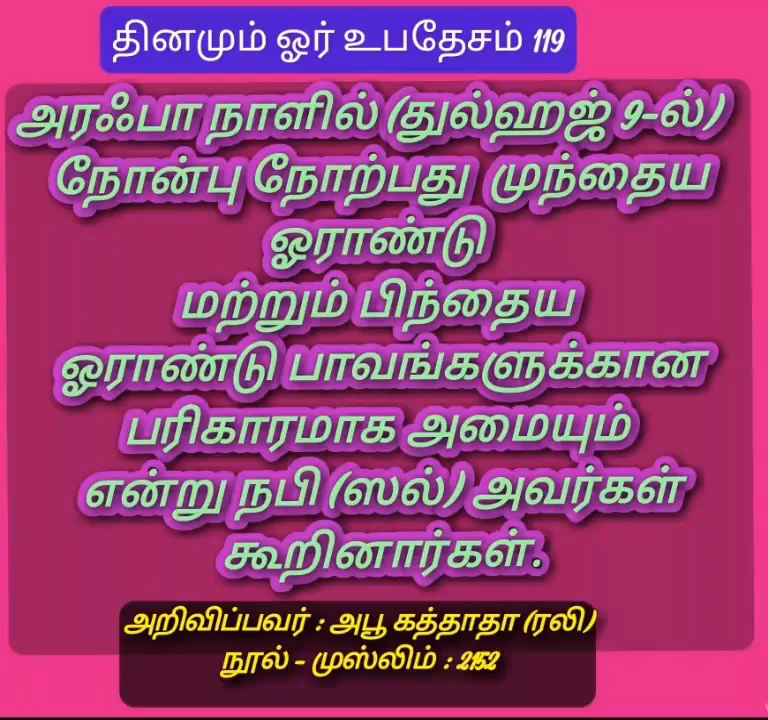 தினமும் ஓர் உபதேசம் 119
அரஃபா நாளில் (துல்ஹஜ் 9-ல்)
நோன்பு நோற்பது முந்தைய
ஓராண்டு
மற்றும் பிந்தைய
ஓராண்டு பாவங்களுக்கான
பரிகாரமாக அமையும்
என்று நபி (ஸல்) அவர்கள்
கூறினார்கள்.
அறிவிப்பவர் : அபூ கத்தாதா (ரலி)
நூல் - முஸ்லிம் : 2152